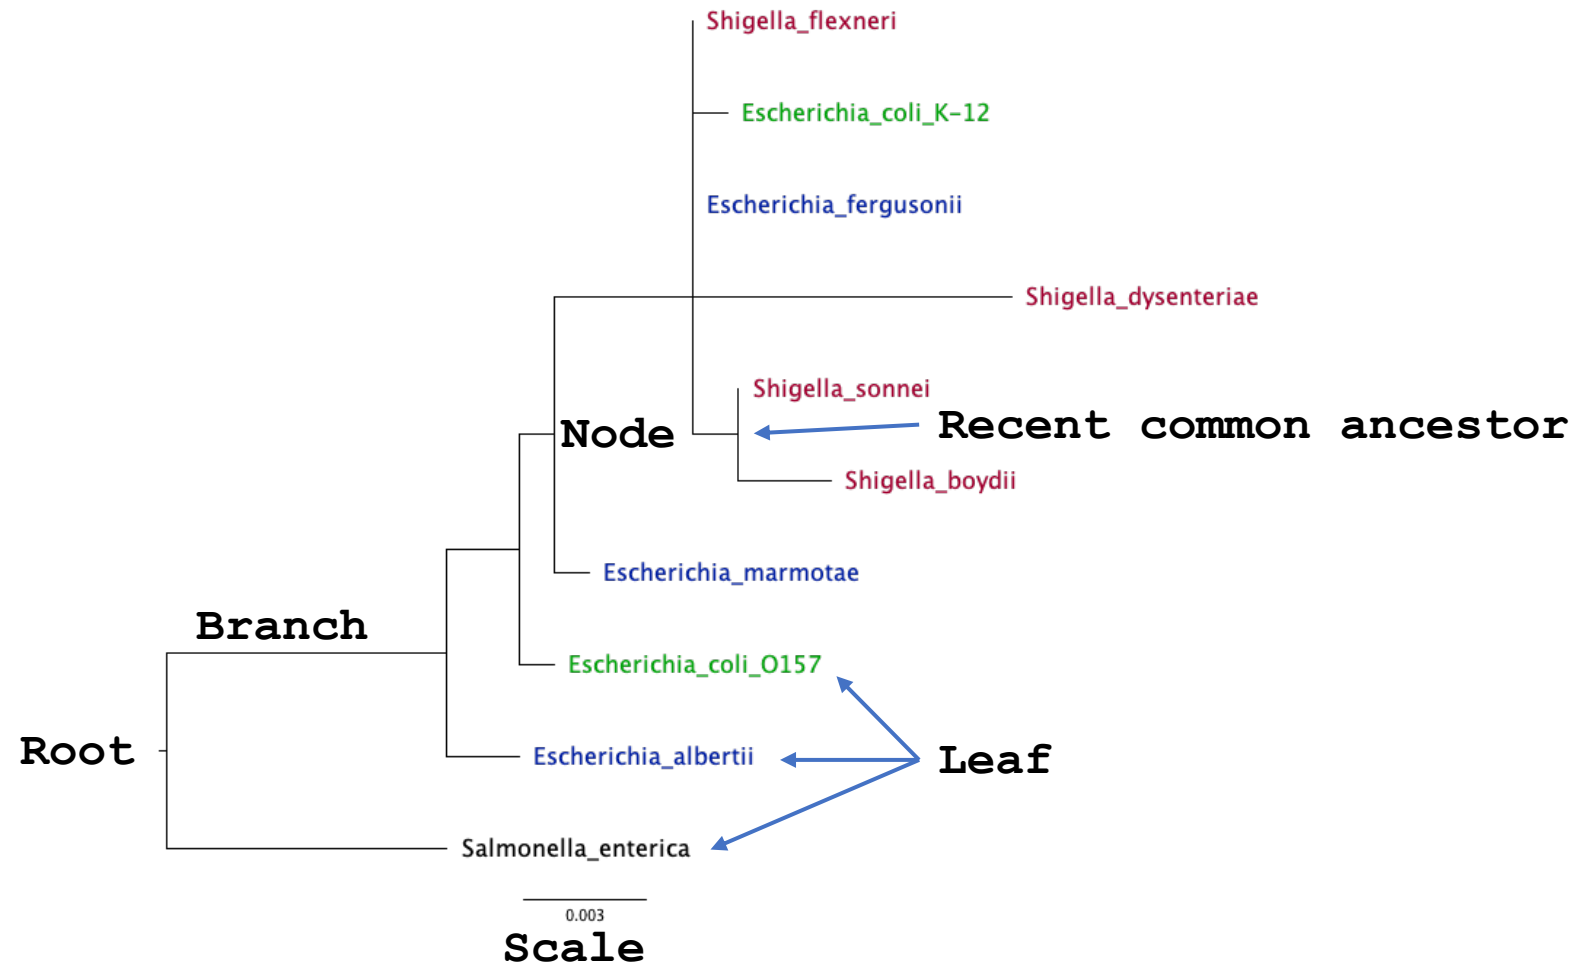 Shigella_flexneri
Escherichia_coli_K-12
Escherichia_fergusonii
Shigella_dysenteriae
Shigella_sonnei
Recent common ancestor
Node
Shigella_boydii
Escherichia_marmotae
Branch
Escherichia_coli_O157
Root
Escherichia_albertii
Leaf
Salmonella_enterica
0.003
Scale